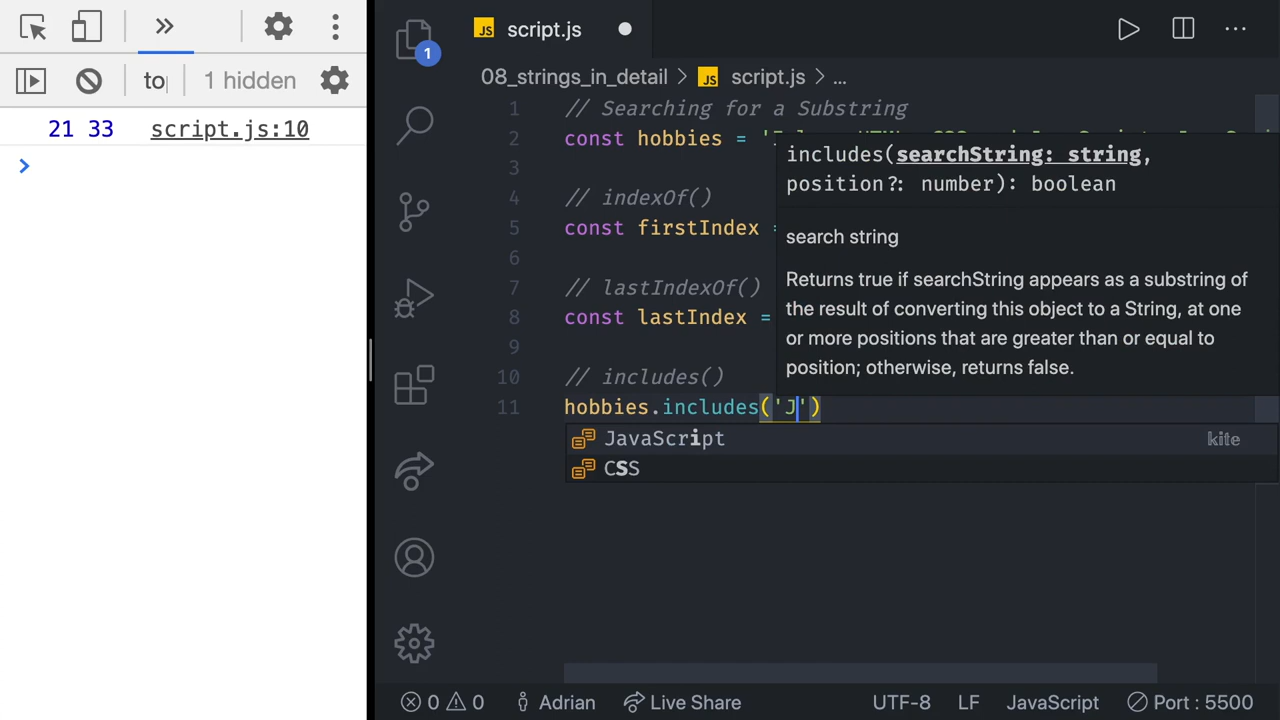 script.js
1
to
1 hidden
08_strings_in_detail > script.js > ...
21 33 script.js:10
>
1 // Searching for a Substring
2 const hobbies =
3
4 // indexOf()
5 const firstIndex
6
7 // lastIndexOf()
8 const lastIndex =
9
10 // includes()
11 hobbies.includes('J')
includes(searchString: string,
position?: number): boolean
search string
Returns true if searchString appears as a substring of
the result of converting this object to a String, at one
or more positions that are greater than or equal to
position; otherwise, returns false.
JavaScript kite
CSS
0 0 Adrian Live Share UTF-8 LF JavaScript Port : 5500